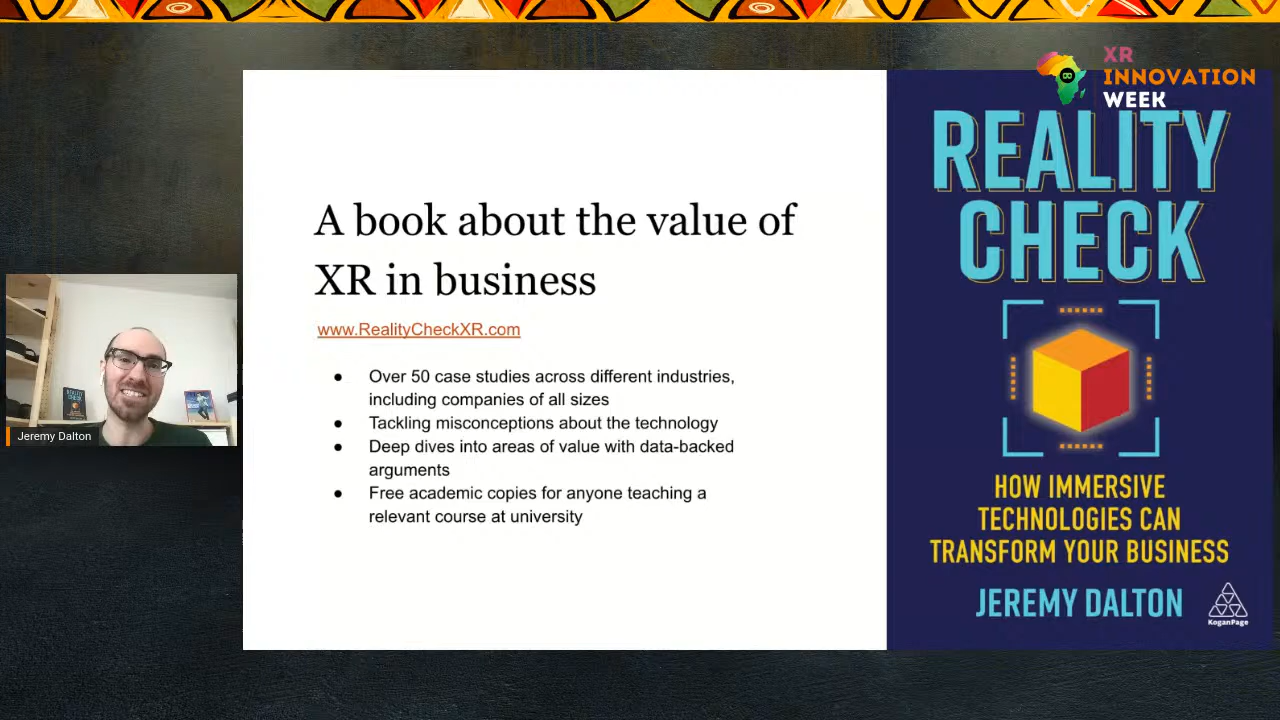 XR
INNOVATION
WEEK
A book about the value of
XR in business
www.RealityCheckXR.com
● Over 50 case studies across different industries,
including companies of all sizes
● Tackling misconceptions about the technology
● Deep dives into areas of value with data-backed
arguments
● Free academic copies for anyone teaching a
relevant course at university
REALITY
CHECK
HOW IMMERSIVE
TECHNOLOGIES CAN
TRANSFORM YOUR BUSINESS
JEREMY DALTON
KoganPage
REALITY
CHECK
Jeremy Dalton